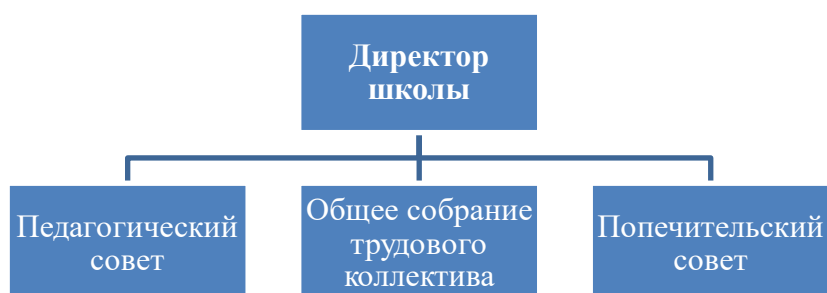 Директор
школы
Педагогический
совет
Общее собрание
трудового
коллектива
Попечительский
совет